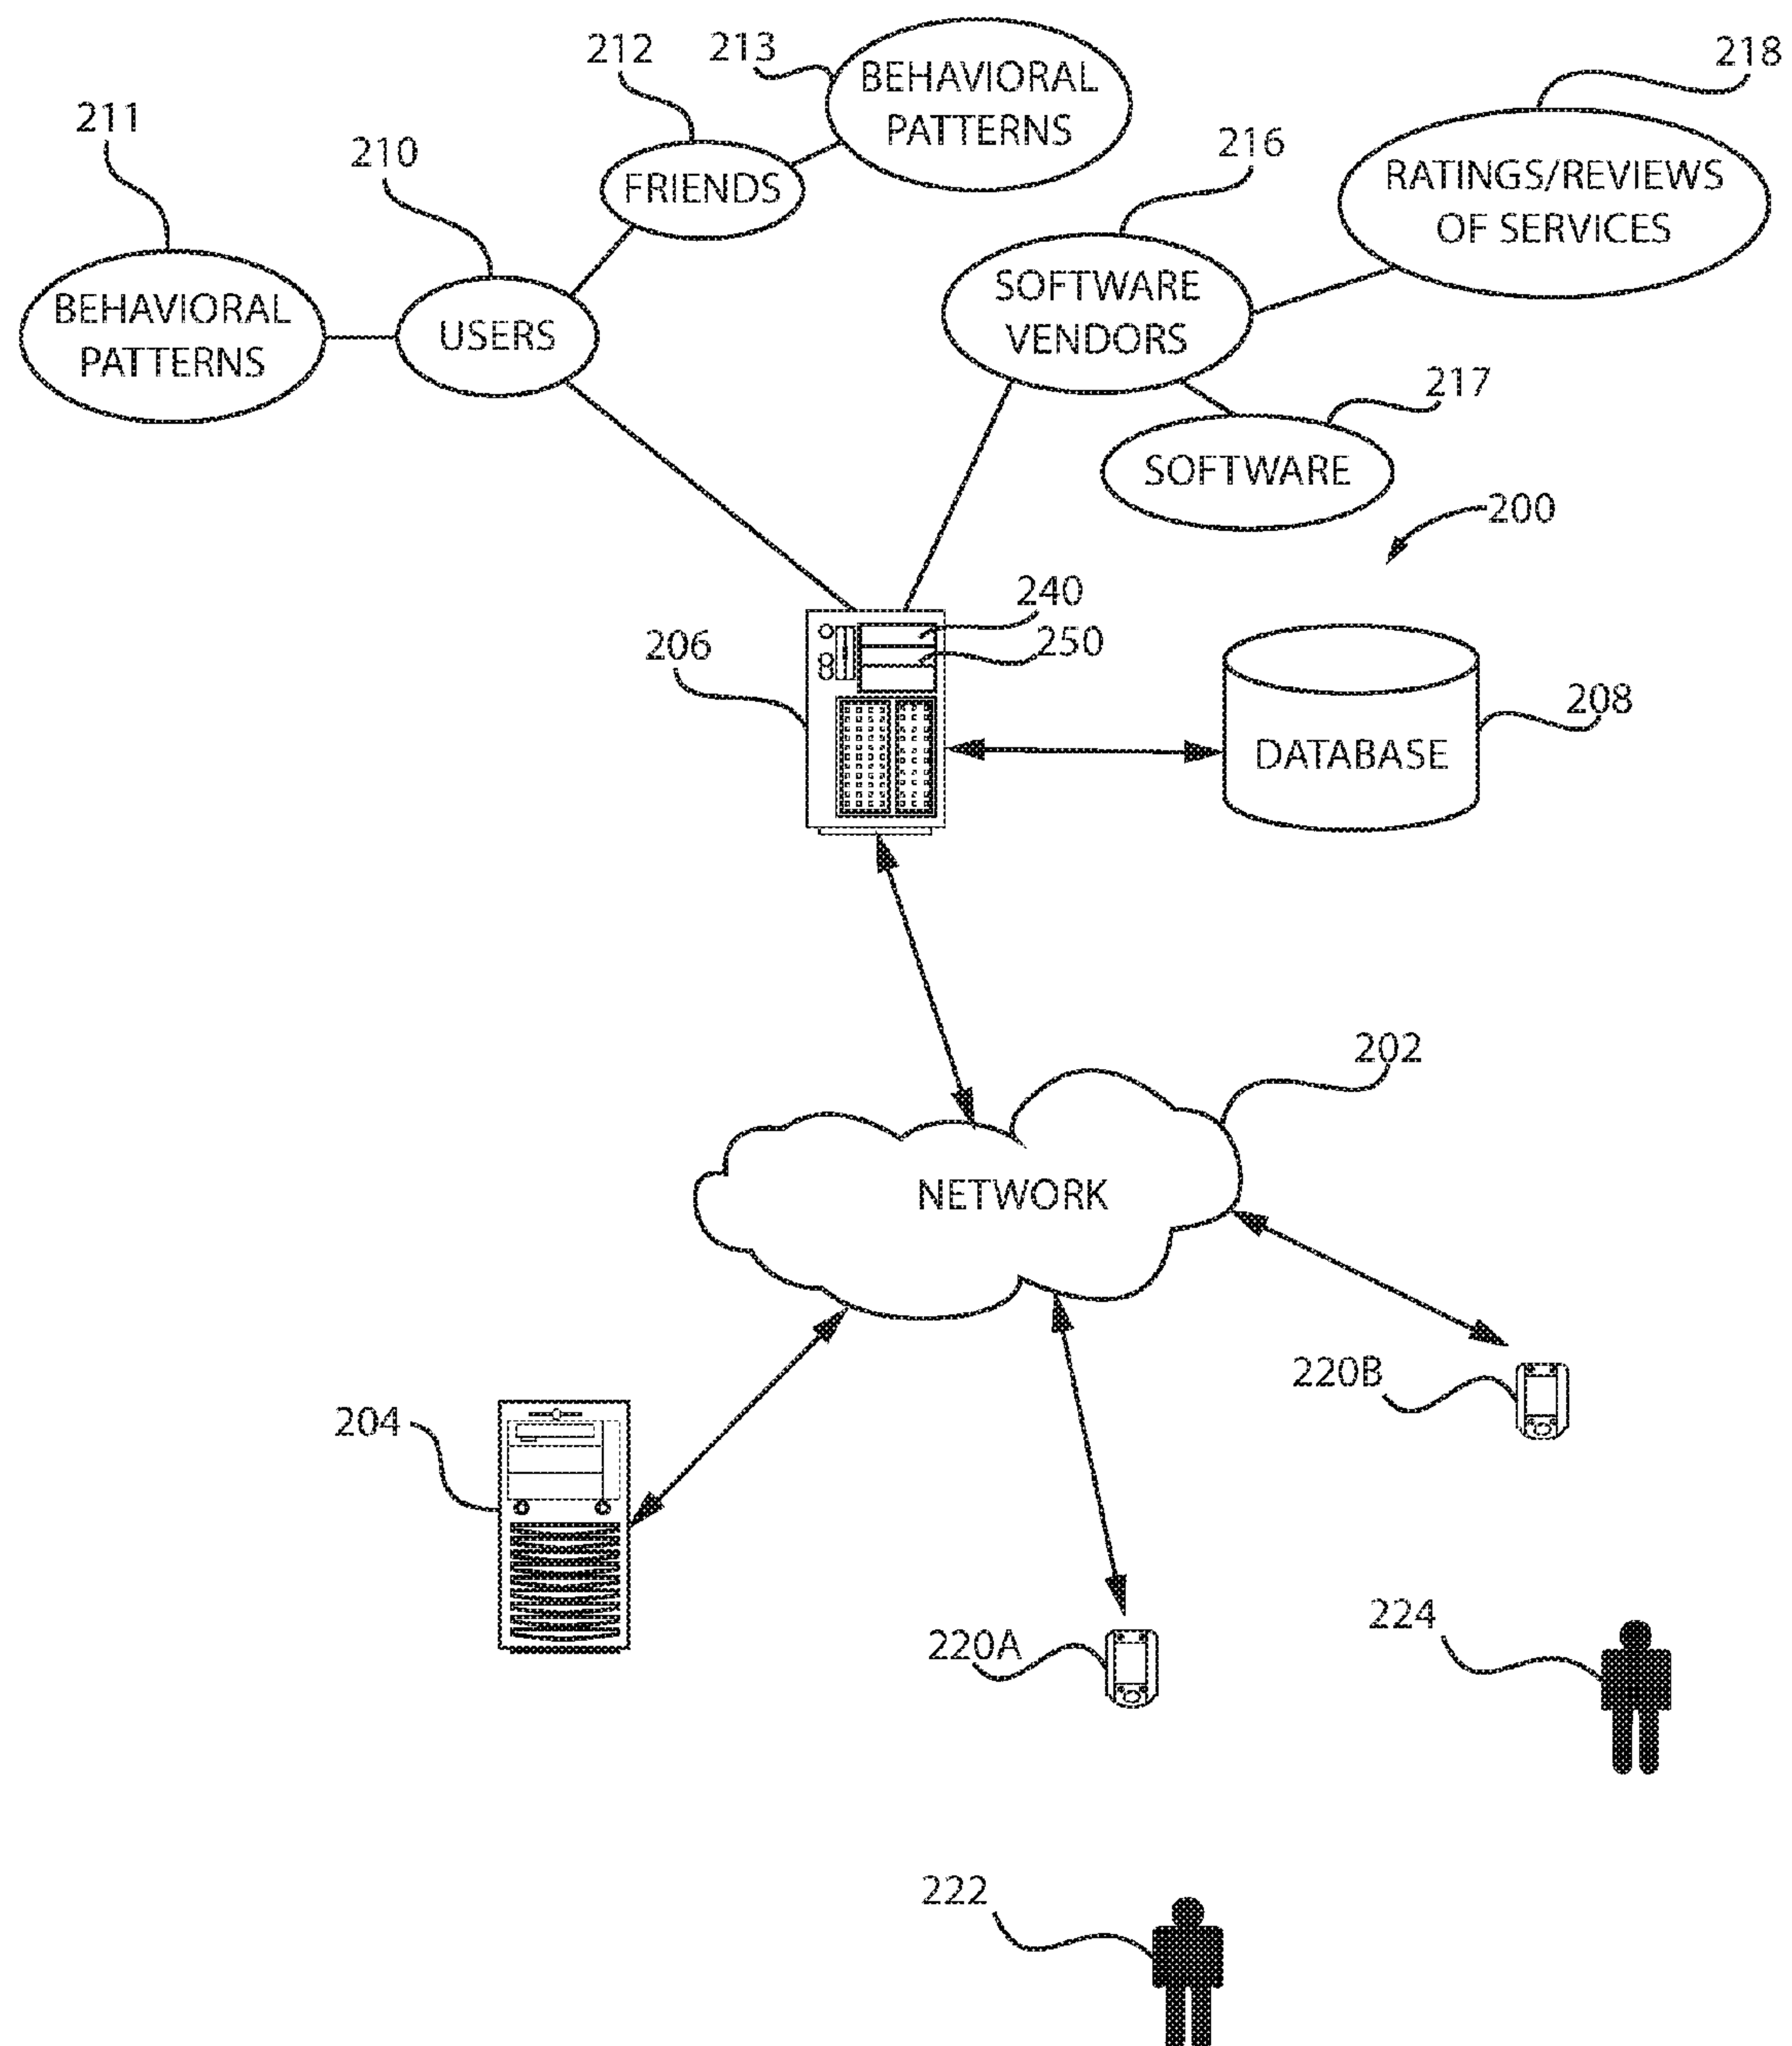 212
213
BEHAVIORAL
PATTERNS
218
211
210
216
FRIENDS
RATINGS/REVIEWS
OF SERVICES
BEHAVIORAL
PATTERNS
USERS
SOFTWARE
VENDORS
217
SOFTWARE
200
240
250
206
208
DATABASE
202
NETWORK
220B
204
220A
224
222